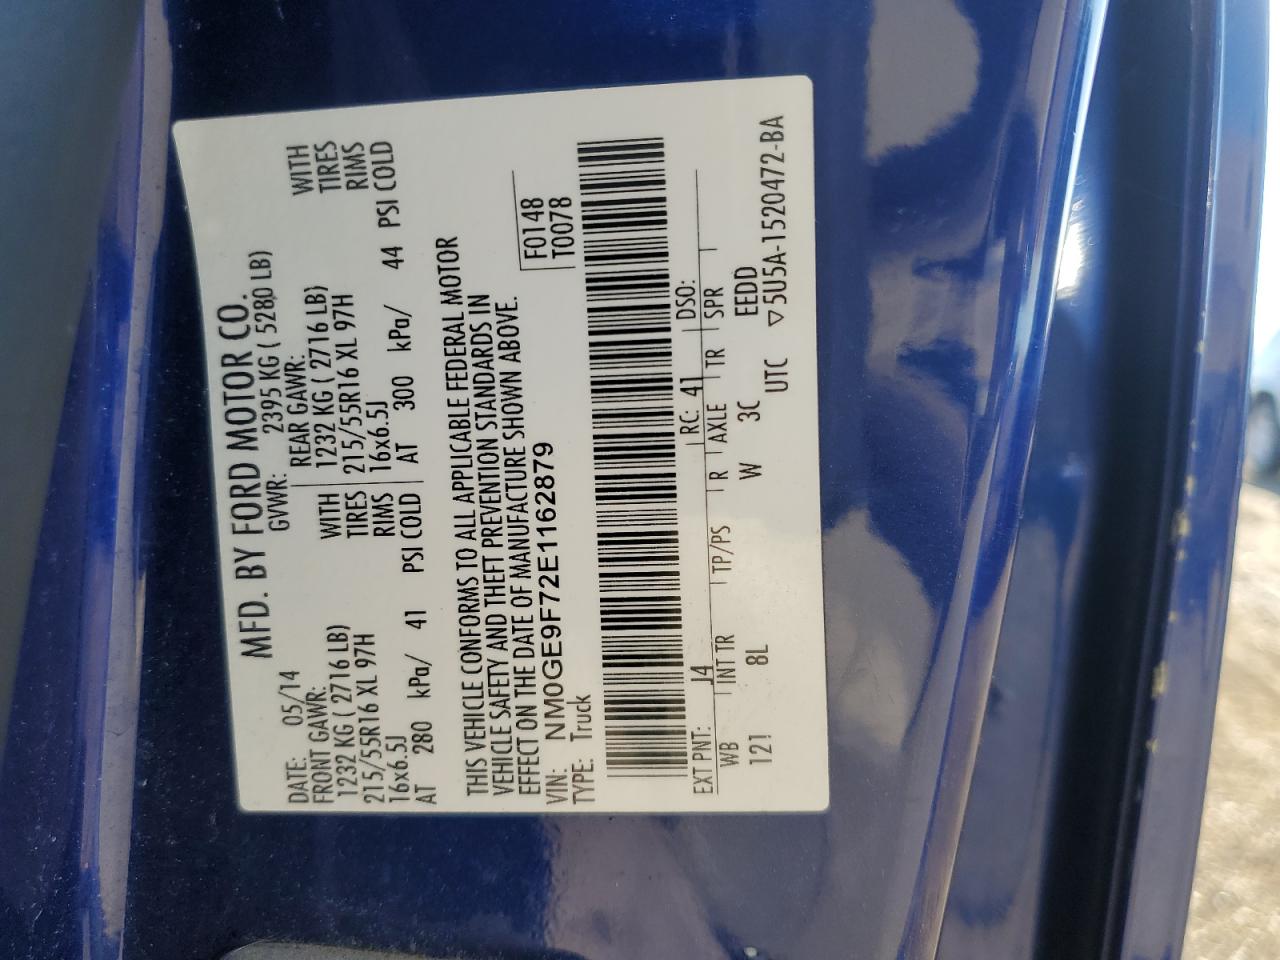 MFD. BY FORD MOTOR CO.
DATE: 05/14 GVWR: 2395 KG ( 5280 LB)
FRONT GAWR: REAR GAWR:
1232 KG ( 2716 LB) WITH 1232 KG ( 2716 LB) WITH
215/55R16 XL 97H TIRES 215/55R16 XL 97H TIRES
16x6.5J RIMS 16x6.5J RIMS
AT 280 kPa/ 41 PSI COLD AT 300 kPa/ 44 PSI COLD
THIS VEHICLE CONFORMS TO ALL APPLICABLE FEDERAL MOTOR
VEHICLE SAFETY AND THEFT PREVENTION STANDARDS IN
EFFECT ON THE DATE OF MANUFACTURE SHOWN ABOVE.
VIN: NM0GE9F72E1162879 F0148
TYPE: Truck T0078
EXT PNT: J4 RC: 41 DSO:
WB INT TR TP/PS R AXLE TR SPR
121 8L W 3C EEDD
UTC ▽5U5A-1520472-BA